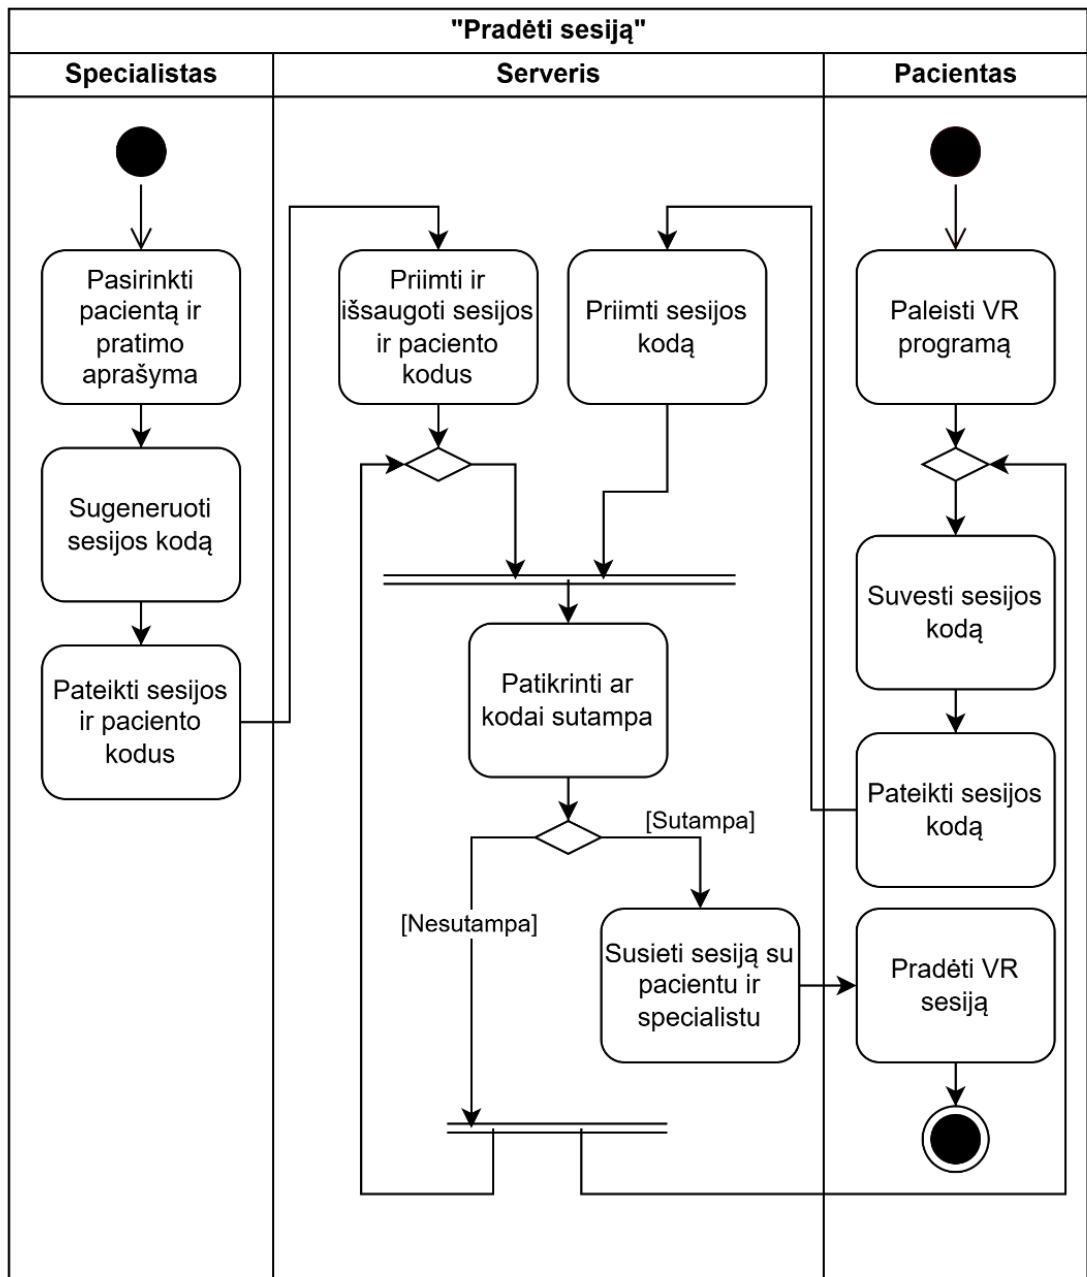 "Pradėti sesiją"
Specialistas
Serveris
Pacientas
Pasirinkti
pacientą ir
pratimo
aprašyma
Priimti ir
išsaugoti sesijos
ir paciento
kodus
Priimti sesijos
kodą
Paleisti VR
programą
Sugeneruoti
sesijos kodą
Suvesti sesijos
kodą
Pateikti sesijos
ir paciento
kodus
Patikrinti ar
kodai sutampa
Pateikti sesijos
kodą
[Sutampa]
[Nesutampa]
Susieti sesiją su
pacientu ir
specialistu
Pradėti VR
sesiją